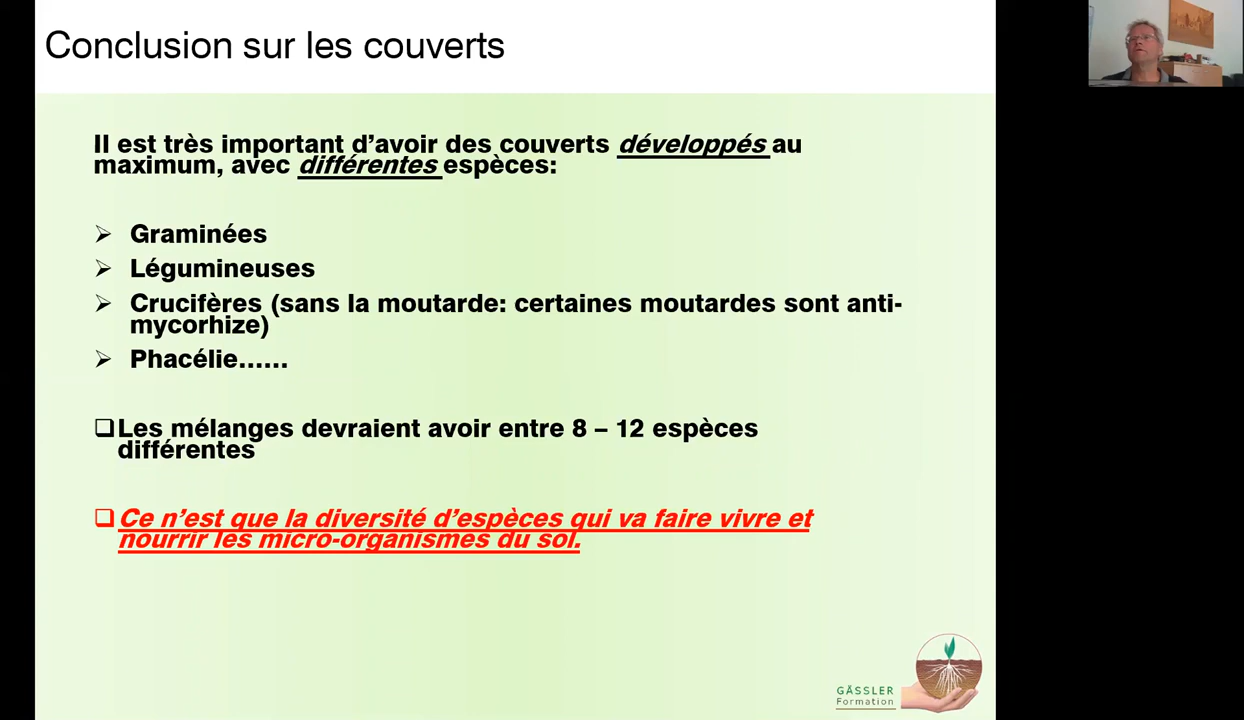 Conclusion sur les couverts
Il est très important d’avoir des couverts développés au
maximum, avec différentes espèces:
Graminées
Légumineuses
Crucifères (sans la moutarde: certaines moutardes sont anti-
mycorhize)
Phacélie……
Les mélanges devraient avoir entre 8 – 12 espèces
différentes
Ce n’est que la diversité d’espèces qui va faire vivre et
nourrir les micro-organismes du sol.
GÄSSLER
Formation